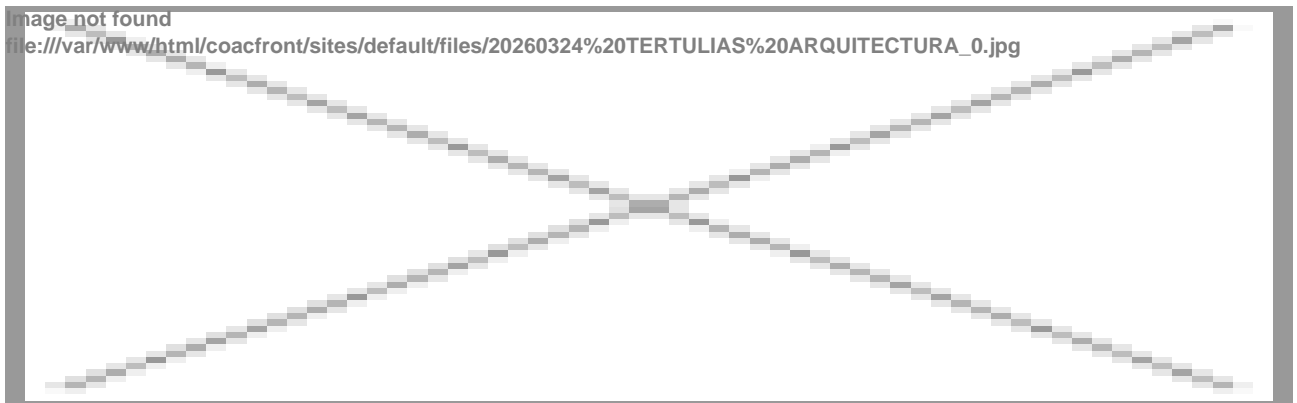 Image not found
file:///var/www/html/coacfront/sites/default/files/20260324%20TERTULIAS%20ARQUITECTURA_0.jpg